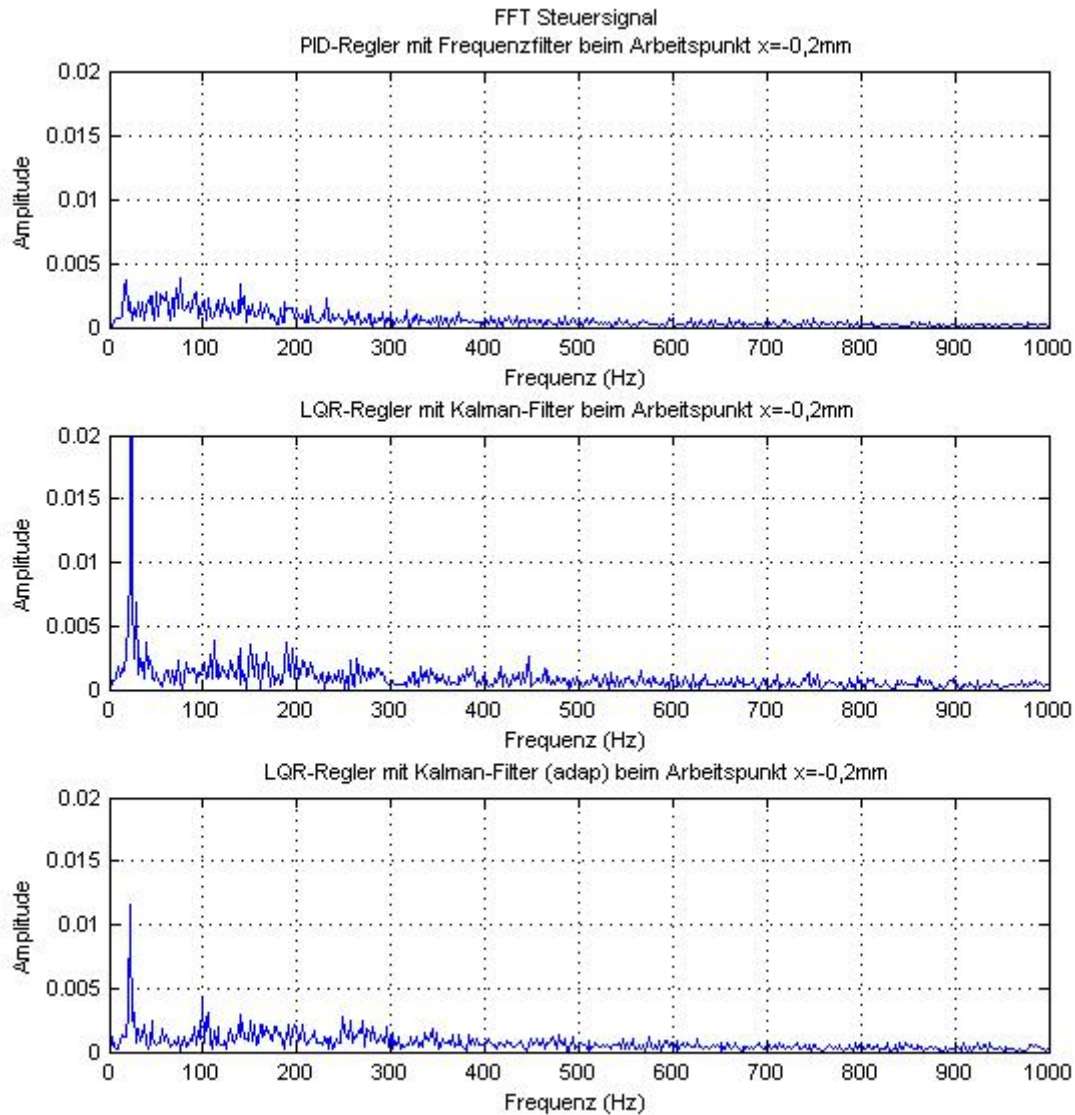 FFT Steuersignal
PID-Regler mit Frequenzfilter beim Arbeitspunkt x=-0,2mm
0.02
0.015
0.01
0.005
0
Amplitude
0 100 200 300 400 500 600 700 800 900 1000
Frequenz (Hz)
LQR-Regler mit Kalman-Filter beim Arbeitspunkt x=-0,2mm
0.02
0.015
0.01
0.005
0
Amplitude
0 100 200 300 400 500 600 700 800 900 1000
Frequenz (Hz)
LQR-Regler mit Kalman-Filter (adap) beim Arbeitspunkt x=-0,2mm
0.02
0.015
0.01
0.005
0
Amplitude
0 100 200 300 400 500 600 700 800 900 1000
Frequenz (Hz)